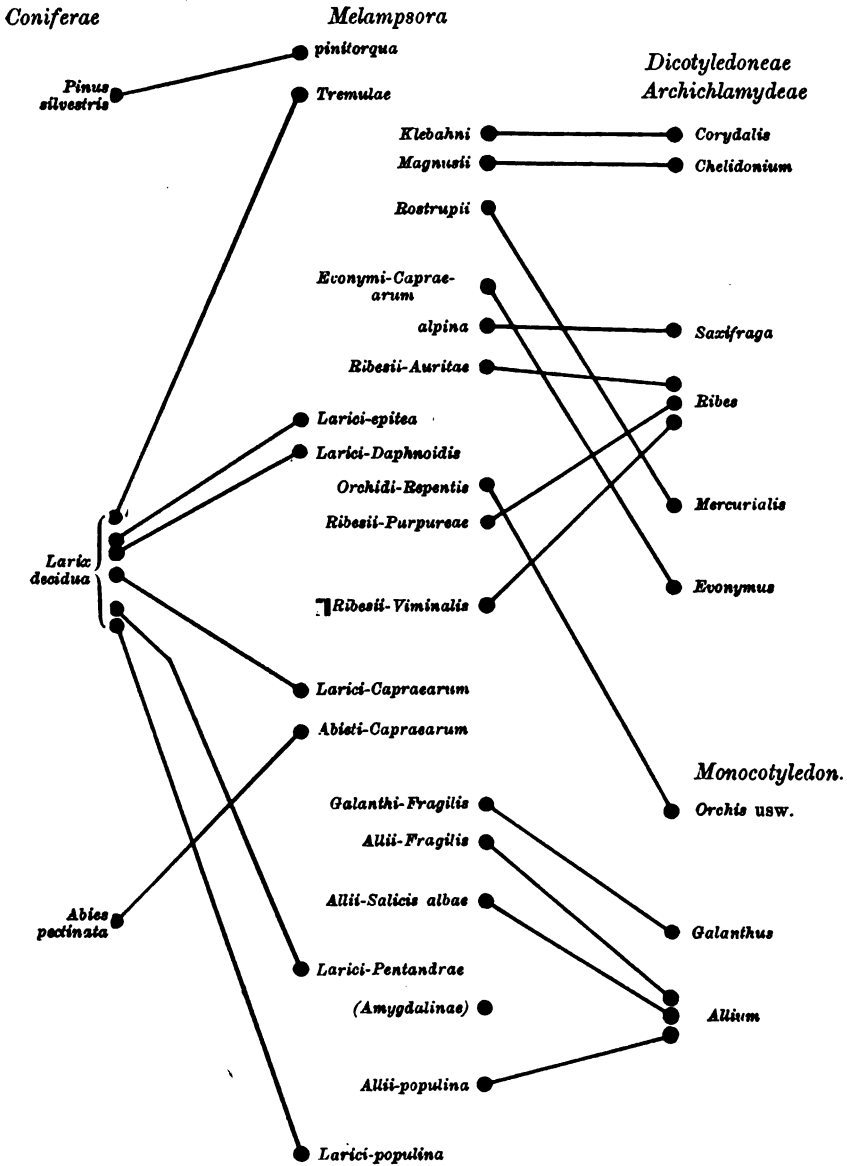 Coniferae
Melampsora
pinitorqua
Dicotyledoneae
Archichlamydeae
Pinus
silvestris
Tremulae
Klebahni
Corydalis
Magnusii
Chelidonium
Rostrupii
Evonymi-Caprae-
arum
alpina
Saxifraga
Ribesii-Auritae
Ribes
Larici-epitea
Larici-Daphnoidis
Orchidi-Repentis
Mercurialis
Ribesii-Purpureae
Larix
decidua
Evonymus
Ribesii-Viminalis
Larici-Capraearum
Abieti-Capraearum
Monocotyledon.
Galanthi-Fragilis
Orchis usw.
Allii-Fragilis
Allii-Salicis albae
Abies
pectinata
Galanthus
Larici-Pentandrae
(Amygdalinae)
Allium
Allii-populina
Larici-populina